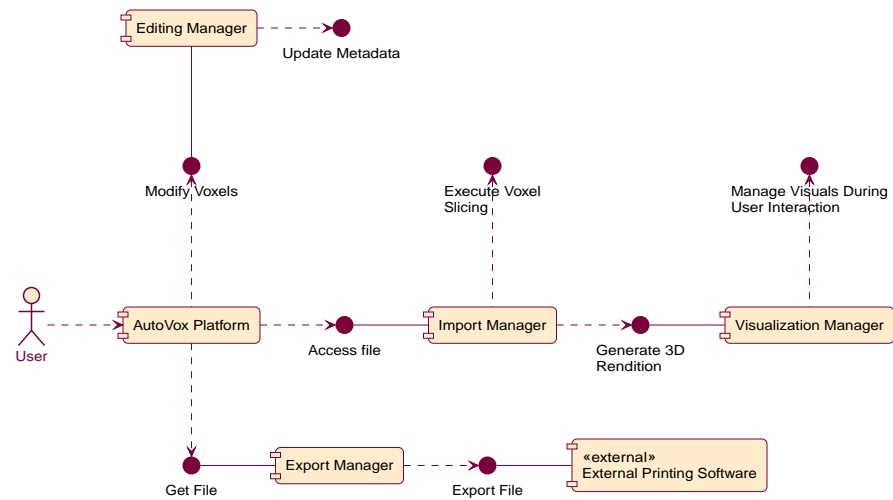 Editing Manager
Update Metadata
Modify Voxels
Execute Voxel
Slicing
Manage Visuals During
User Interaction
User
AutoVox Platform
Access file
Import Manager
Generate 3D
Rendition
Visualization Manager
Get File
Export Manager
Export File
«external»
External Printing Software